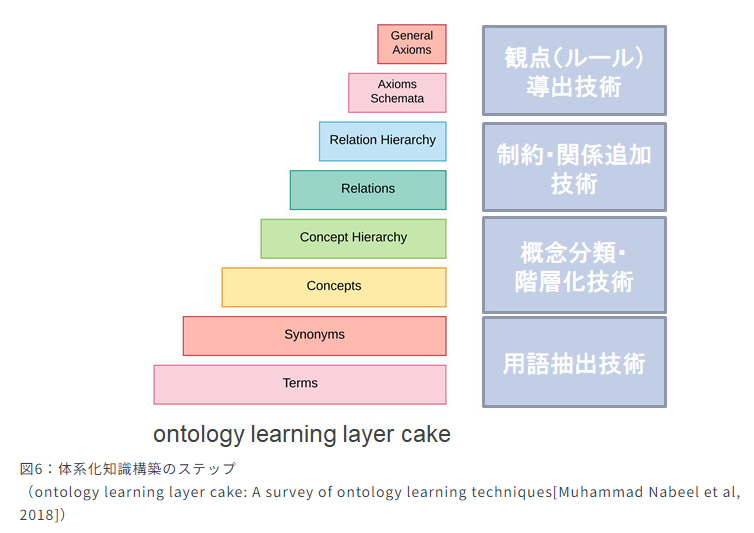 General
Axioms
Axioms
Schemata
Relation Hierarchy
Relations
Concept Hierarchy
Concepts
Synonyms
Terms
観点(ルール)
導出技術
制約・関係追加
技術
概念分類・
階層化技術
用語抽出技術
ontology learning layer cake
図6：体系化知識構築のステップ
（ontology learning layer cake: A survey of ontology learning techniques[Muhammad Nabeel et al,
2018]）